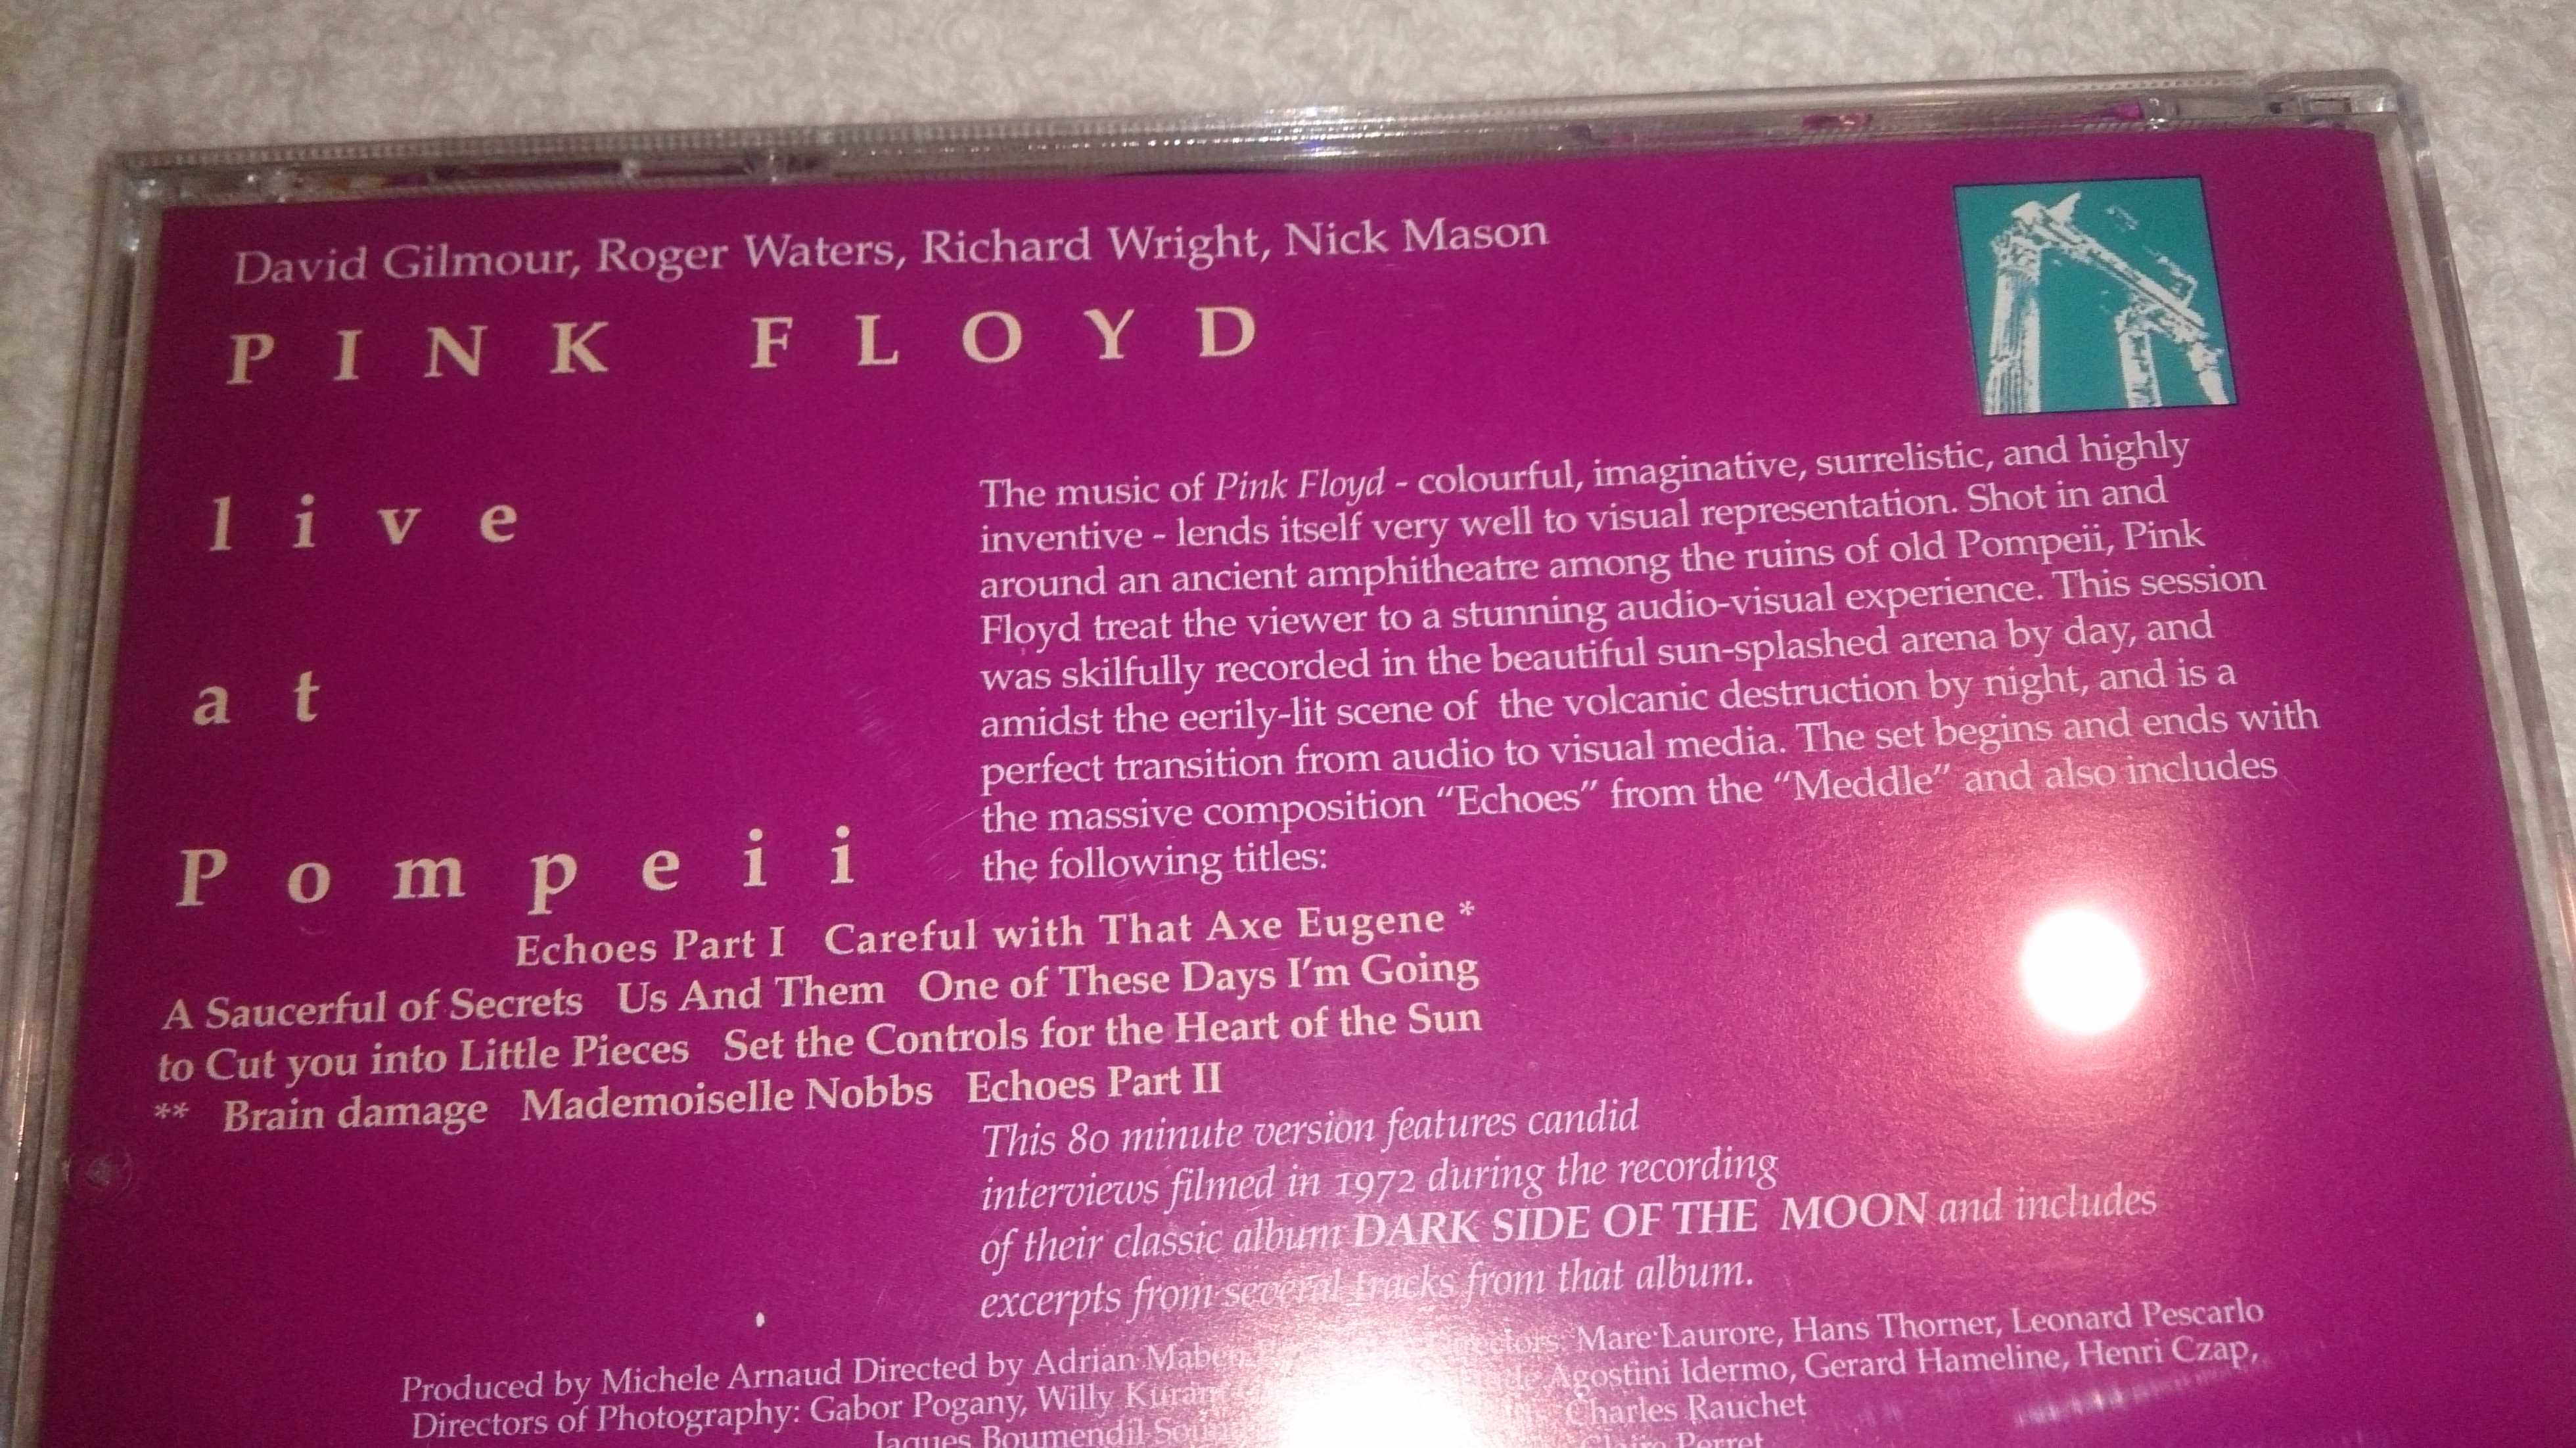 David Gilmour, Roger Waters, Richard Wright, Nick Mason
PINK FLOYD
live
at
Pompeii
The music of Pink Floyd - colourful, imaginative, surrelistic, and highly
inventive - lends itself very well to visual representation. Shot in and
around an ancient amphitheatre among the ruins of old Pompeii, Pink
Floyd treat the viewer to a stunning audio-visual experience. This session
was skilfully recorded in the beautiful sun-splashed arena by day, and
amidst the eerily-lit scene of the volcanic destruction by night, and is a
perfect transition from audio to visual media. The set begins and ends with
the massive composition "Echoes" from the "Meddle" and also includes
the following titles:
Echoes Part I Careful with That Axe Eugene *
A Saucerful of Secrets Us And Them One of These Days I'm Going
to Cut you into Little Pieces Set the Controls for the Heart of the Sun
** Brain damage Mademoiselle Nobbs Echoes Part II
This 80 minute version features candid
interviews filmed in 1972 during the recording
of their classic album DARK SIDE OF THE MOON and includes
excerpts from several tracks from that album.
Produced by Michele Arnaud Directed by Adrian Maben Mare Laurore, Hans Thorner, Leonard Pescarlo
Directors of Photography: Gabor Pogany, Willy Agostini Idermo, Gerard Hameline, Henri Czap,
Charles Rauchet
Jaques Boumendil Claire Perret